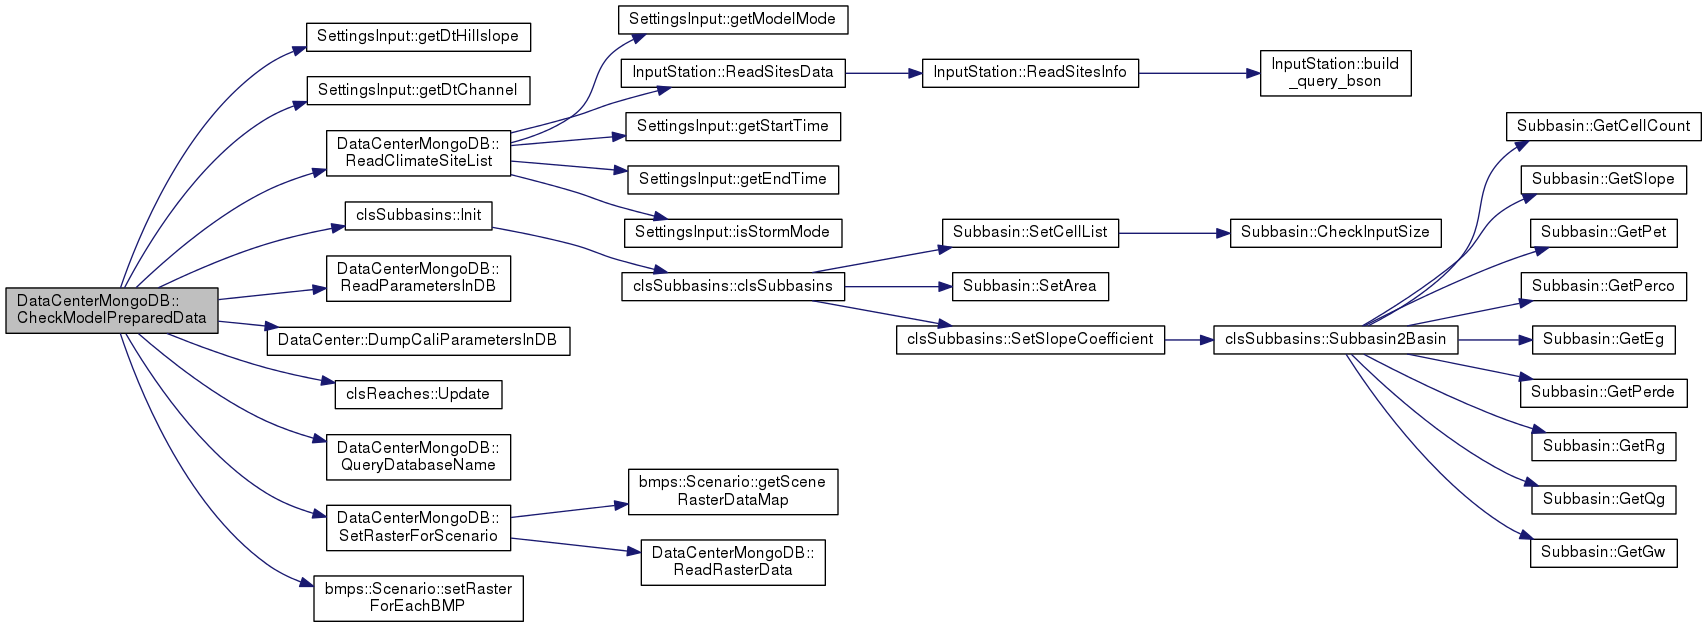 DataCenterMongoDB::
CheckModelPreparedData
SettingsInput::getDtHillslope
SettingsInput::getDtChannel
DataCenterMongoDB::
ReadClimateSiteList
clsSubbasins::Init
DataCenterMongoDB::
ReadParametersInDB
DataCenter::DumpCaliParametersInDB
clsReaches::Update
DataCenterMongoDB::
QueryDatabaseName
DataCenterMongoDB::
SetRasterForScenario
bmps::Scenario::setRaster
ForEachBMP
SettingsInput::getModelMode
InputStation::ReadSitesData
SettingsInput::getStartTime
SettingsInput::getEndTime
SettingsInput::isStormMode
clsSubbasins::clsSubbasins
bmps::Scenario::getScene
RasterDataMap
DataCenterMongoDB::
ReadRasterData
InputStation::ReadSitesInfo
Subbasin::SetCellList
Subbasin::SetArea
clsSubbasins::SetSlopeCoefficient
InputStation::build
_query_bson
Subbasin::CheckInputSize
clsSubbasins::Subbasin2Basin
Subbasin::GetCellCount
Subbasin::GetSlope
Subbasin::GetPet
Subbasin::GetPerco
Subbasin::GetEg
Subbasin::GetPerde
Subbasin::GetRg
Subbasin::GetQg
Subbasin::GetGw